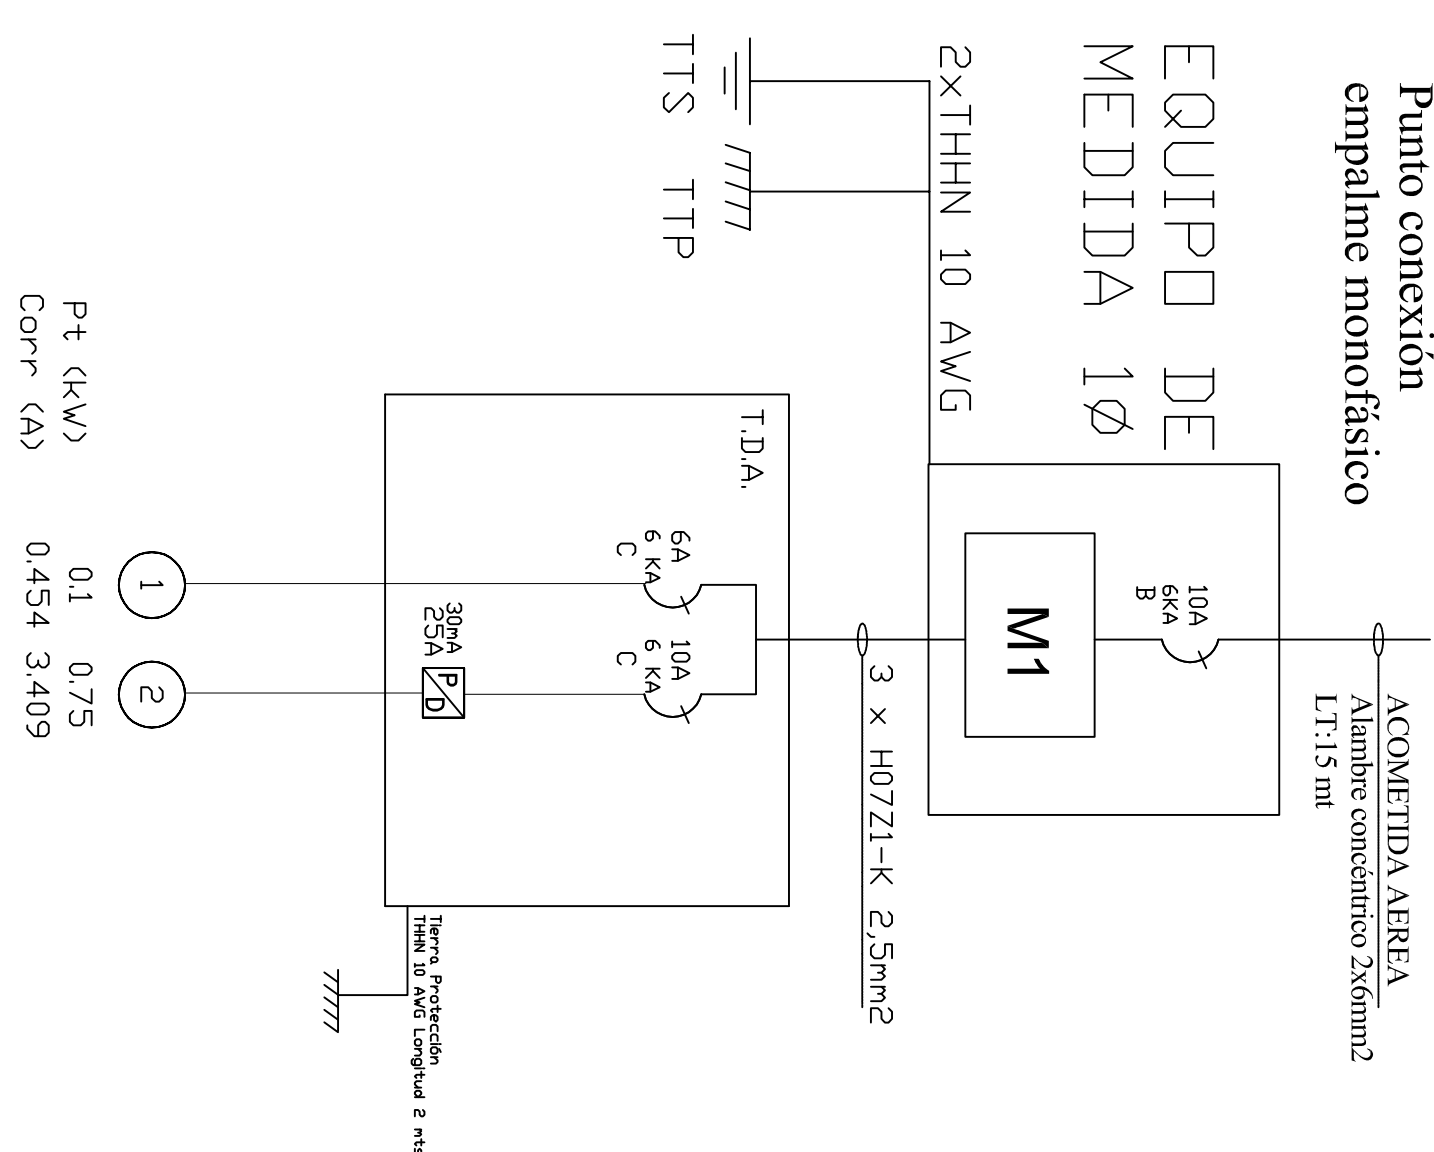 Punto conexión
empalme monofásico
ACOMETIDA AEREA
Alambre concéntrico 2x6mm2
LT:15 mt
EQUIPO DE
MEDIDA 1Ø
10A
6KA
B
M1
2xTHHN 10 AWG
TTS TTP
3 x H07Z1-K 2,5mm2
T.D.A.
6A
6 KA
C
10A
6 KA
C
30mA
25A
P/D
Tierra Protección
THHN 10 AWG Longitud 2 mts
1 2
Pt (kW) 0.1 0.75
Corr (A) 0.454 3.409